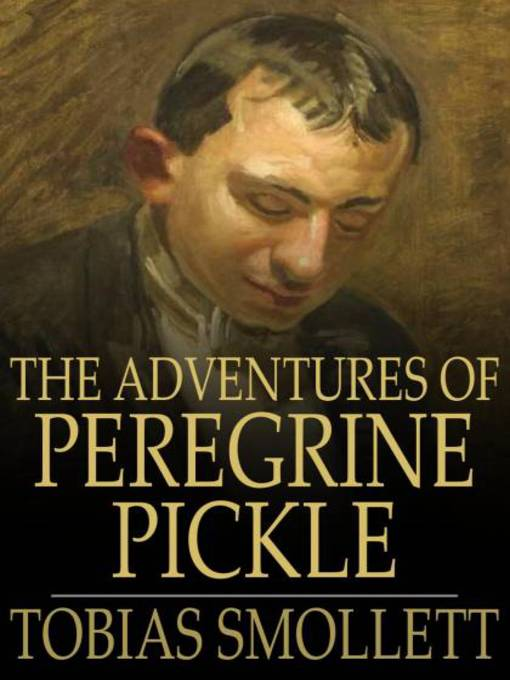 THE ADVENTURES OF
PEREGRINE
PICKLE
TOBIAS SMOLLETT